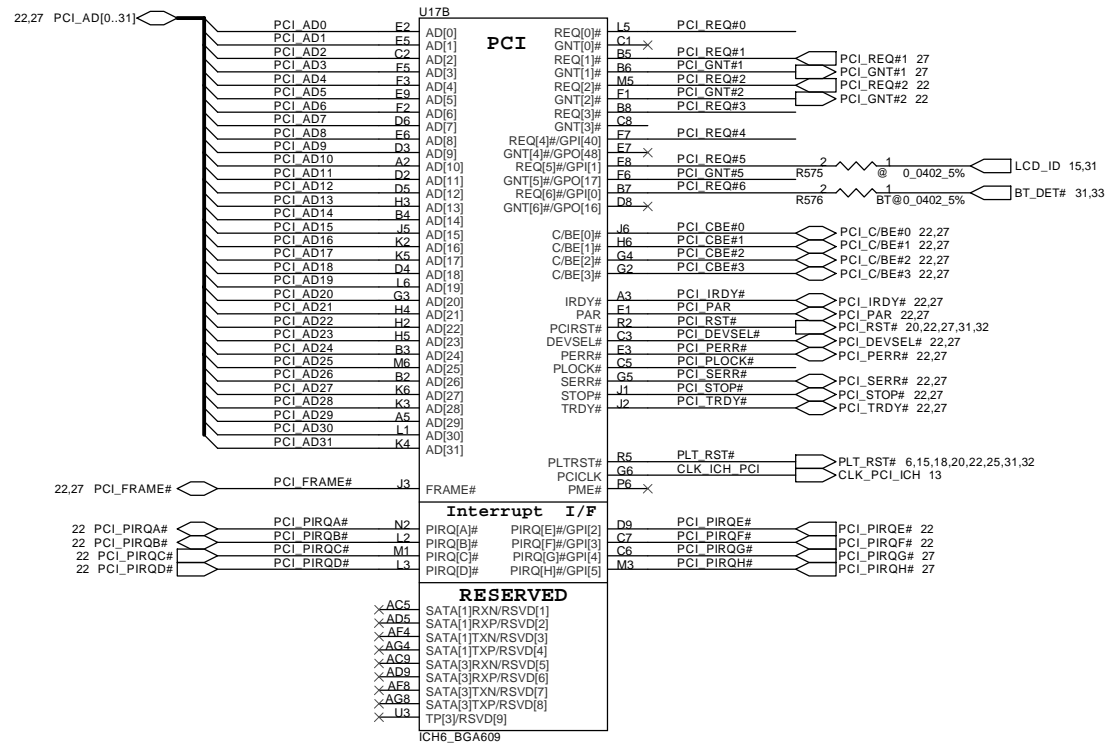 U17B
22,27 PCI_AD[0..31]
PCI
PCI_AD0 E2 AD[0] REQ[0]# L5 PCI_REQ#0
PCI_AD1 E5 AD[1] GNT[0]# C1
PCI_AD2 C2 AD[2] REQ[1]# B5 PCI_REQ#1 PCI_REQ#1 27
PCI_AD3 F5 AD[3] GNT[1]# B6 PCI_GNT#1 PCI_GNT#1 27
PCI_AD4 F3 AD[4] REQ[2]# M5 PCI_REQ#2 PCI_REQ#2 22
PCI_AD5 E9 AD[5] GNT[2]# F1 PCI_GNT#2 PCI_GNT#2 22
PCI_AD6 F2 AD[6] REQ[3]# B8 PCI_REQ#3
PCI_AD7 D6 AD[7] GNT[3]# C8
PCI_AD8 E6 AD[8] REQ[4]#/GPI[40] F7 PCI_REQ#4
PCI_AD9 D3 AD[9] GNT[4]#/GPO[48] E7
PCI_AD10 A2 AD[10] REQ[5]#/GPI[1] E8 PCI_REQ#5 2 1 LCD_ID 15,31
PCI_AD11 D2 AD[11] GNT[5]#/GPO[17] F6 PCI_GNT#5 R575 @ 0_0402_5%
PCI_AD12 D5 AD[12] REQ[6]#/GPI[0] B7 PCI_REQ#6 2 1 BT_DET# 31,33
PCI_AD13 H3 AD[13] GNT[6]#/GPO[16] D8 R576 BT@0_0402_5%
PCI_AD14 B4 AD[14]
PCI_AD15 J5 AD[15] C/BE[0]# J6 PCI_CBE#0 PCI_C/BE#0 22,27
PCI_AD16 K2 AD[16] C/BE[1]# H6 PCI_CBE#1 PCI_C/BE#1 22,27
PCI_AD17 K5 AD[17] C/BE[2]# G4 PCI_CBE#2 PCI_C/BE#2 22,27
PCI_AD18 D4 AD[18] C/BE[3]# G2 PCI_CBE#3 PCI_C/BE#3 22,27
PCI_AD19 L6 AD[19]
PCI_AD20 G3 AD[20] IRDY# A3 PCI_IRDY# PCI_IRDY# 22,27
PCI_AD21 H4 AD[21] PAR E1 PCI_PAR PCI_PAR 22,27
PCI_AD22 H2 AD[22] PCIRST# R2 PCI_RST# PCI_RST# 20,22,27,31,32
PCI_AD23 H5 AD[23] DEVSEL# C3 PCI_DEVSEL# PCI_DEVSEL# 22,27
PCI_AD24 B3 AD[24] PERR# E3 PCI_PERR# PCI_PERR# 22,27
PCI_AD25 M6 AD[25] PLOCK# C5 PCI_PLOCK#
PCI_AD26 B2 AD[26] SERR# G5 PCI_SERR# PCI_SERR# 22,27
PCI_AD27 K6 AD[27] STOP# J1 PCI_STOP# PCI_STOP# 22,27
PCI_AD28 K3 AD[28] TRDY# J2 PCI_TRDY# PCI_TRDY# 22,27
PCI_AD29 A5 AD[29]
PCI_AD30 L1 AD[30]
PCI_AD31 K4 AD[31]
PLTRST# R5 PLT_RST# PLT_RST# 6,15,18,20,22,25,31,32
PCICLK G6 CLK_ICH_PCI CLK_PCI_ICH 13
22,27 PCI_FRAME# PCI_FRAME# J3 FRAME# PME# P6
Interrupt I/F
22 PCI_PIRQA# PCI_PIRQA# N2 PIRQ[A]# PIRQ[E]#/GPI[2] D9 PCI_PIRQE# PCI_PIRQE# 22
22 PCI_PIRQB# PCI_PIRQB# L2 PIRQ[B]# PIRQ[F]#/GPI[3] C7 PCI_PIRQF# PCI_PIRQF# 22
22 PCI_PIRQC# PCI_PIRQC# M1 PIRQ[C]# PIRQ[G]#/GPI[4] C6 PCI_PIRQG# PCI_PIRQG# 27
22 PCI_PIRQD# PCI_PIRQD# L3 PIRQ[D]# PIRQ[H]#/GPI[5] M3 PCI_PIRQH# PCI_PIRQH# 27
RESERVED
AC5 SATA[1]RXN/RSVD[1]
AD5 SATA[1]RXP/RSVD[2]
AF4 SATA[1]TXN/RSVD[3]
AG4 SATA[1]TXP/RSVD[4]
AC9 SATA[3]RXN/RSVD[5]
AD9 SATA[3]RXP/RSVD[6]
AF8 SATA[3]TXN/RSVD[7]
AG8 SATA[3]TXP/RSVD[8]
U3 TP[3]/RSVD[9]
ICH6_BGA609